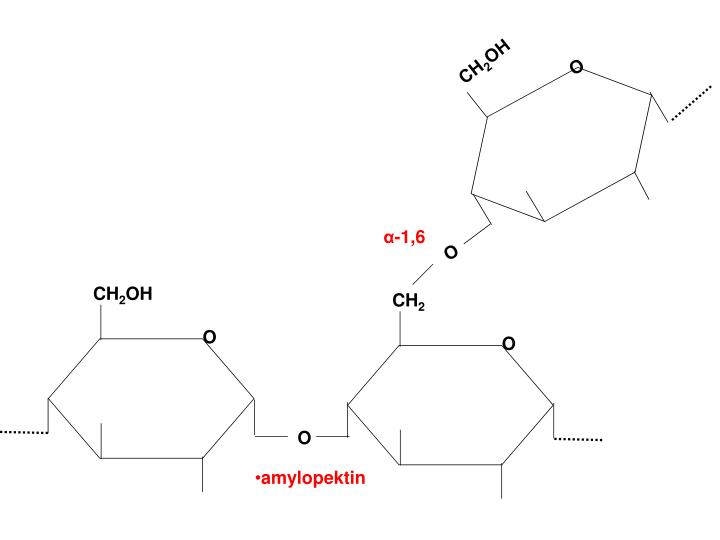 CH₂OH
O
α-1,6
O
CH₂OH
CH₂
O
O
O
•amylopektin